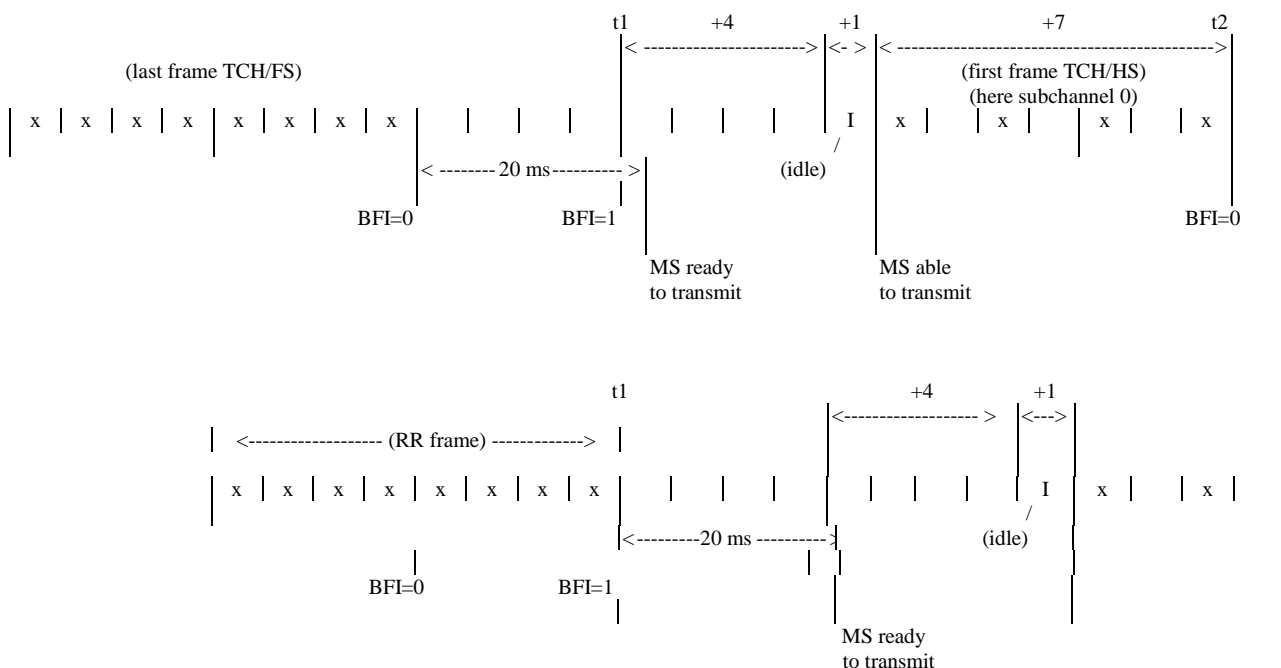 t1 +4 +1 +7 t2
< -----------------------> <- > < ------------------------------------------->
(last frame TCH/FS) (first frame TCH/HS)
(here subchannel 0)
x x x x x x x x I x x x x
/
< -------- 20 ms---------- > (idle)
BFI=0 BFI=1 BFI=0
MS ready MS able
to transmit to transmit
t1 +4 +1
<------------------- > <--->
<------------------- (RR frame) --------------->
x x x x x x x x I x x
/
<---------20 ms ----------> (idle)
BFI=0 BFI=1
MS ready
to transmit